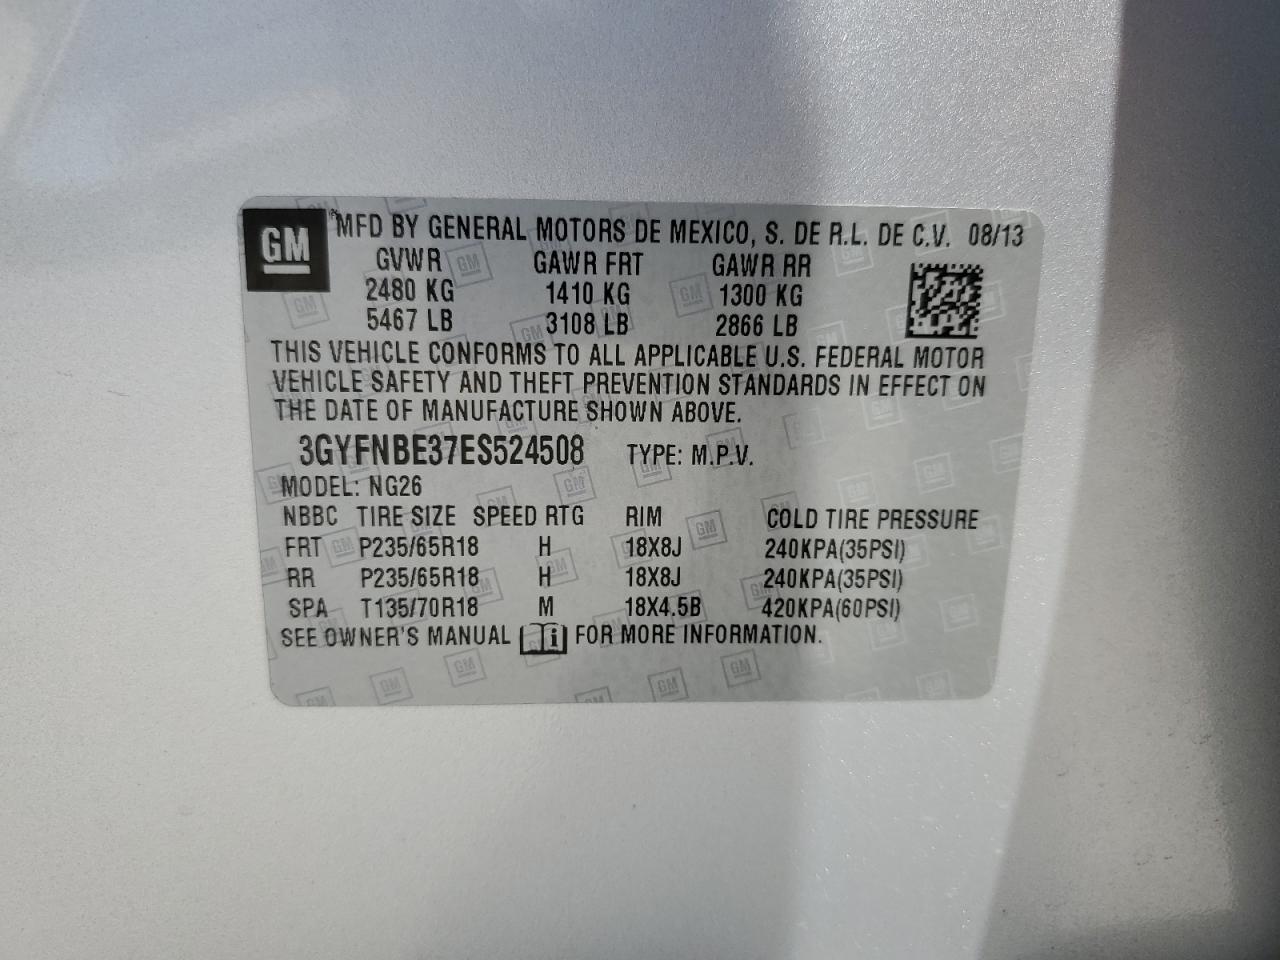 GM
MFD BY GENERAL MOTORS DE MEXICO, S. DE R.L. DE C.V. 08/13
GVWR GAWR FRT GAWR RR
2480 KG 1410 KG 1300 KG
5467 LB 3108 LB 2866 LB
THIS VEHICLE CONFORMS TO ALL APPLICABLE U.S. FEDERAL MOTOR
VEHICLE SAFETY AND THEFT PREVENTION STANDARDS IN EFFECT ON
THE DATE OF MANUFACTURE SHOWN ABOVE.
3GYFNBE37ES524508 TYPE: M.P.V.
MODEL: NG26
NBBC TIRE SIZE SPEED RTG RIM COLD TIRE PRESSURE
FRT P235/65R18 H 18X8J 240KPA(35PSI)
RR P235/65R18 H 18X8J 240KPA(35PSI)
SPA T135/70R18 M 18X4.5B 420KPA(60PSI)
SEE OWNER'S MANUAL i FOR MORE INFORMATION.